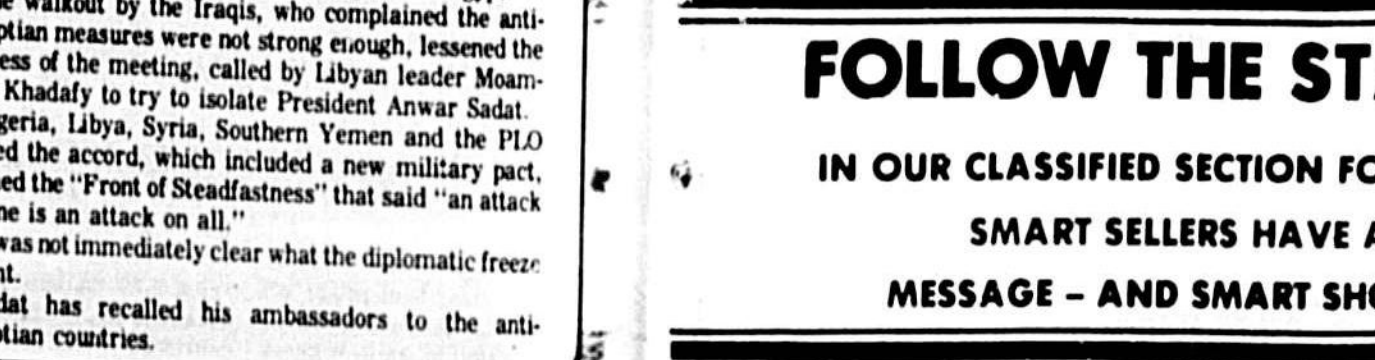 walkout by the Iraqis, who complained the anti-
ptian measures were not strong enough, lessened the
ess of the meeting, called by Libyan leader Moam-
Khadafy to try to isolate President Anwar Sadat.
geria, Libya, Syria, Southern Yemen and the PLO
ed the accord, which included a new military pact,
ed the "Front of Steadfastness" that said "an attack
ne is an attack on all."
was not immediately clear what the diplomatic freeze
nt.
dat has recalled his ambassadors to the anti-
ptian countries.
FOLLOW THE STA
IN OUR CLASSIFIED SECTION FO
SMART SELLERS HAVE A
MESSAGE – AND SMART SHO